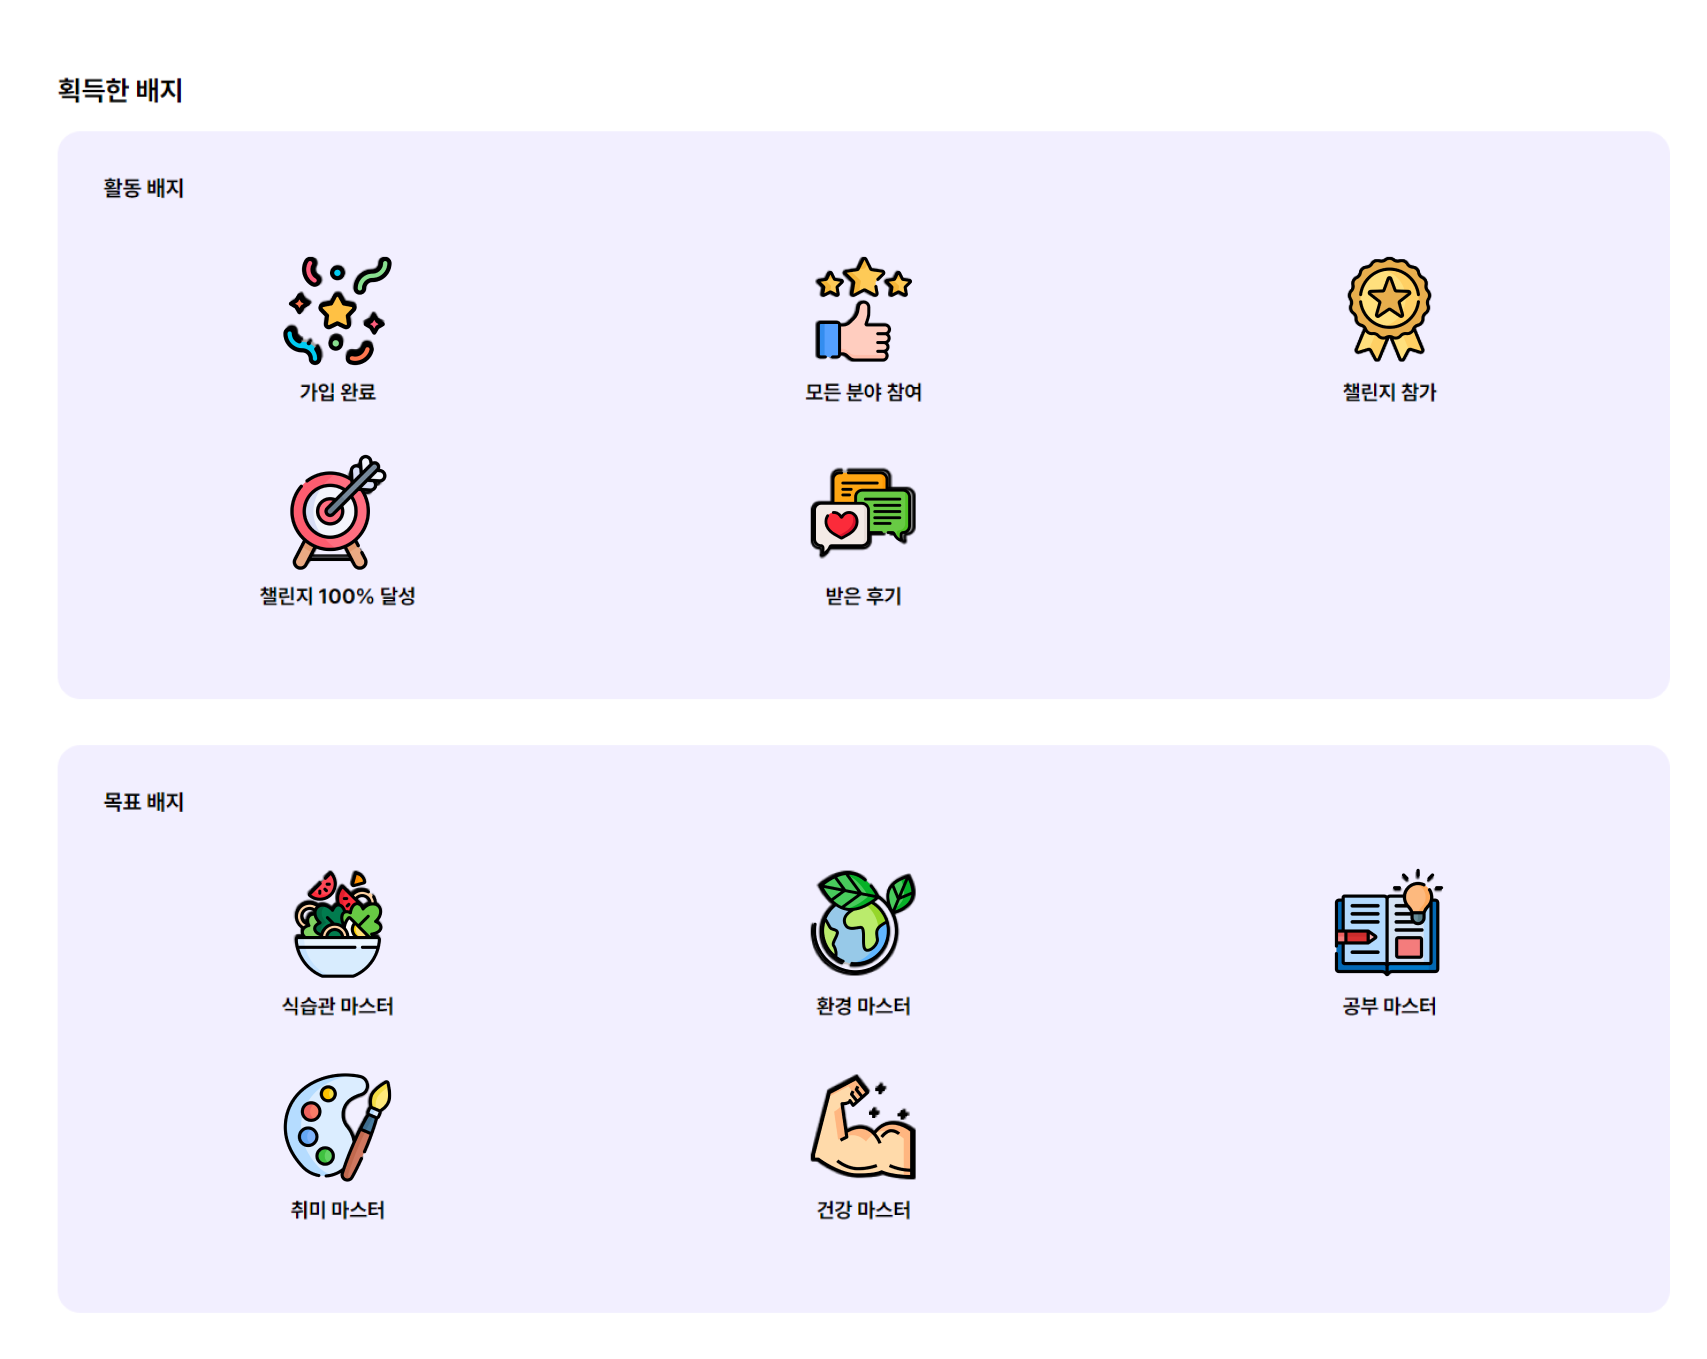 획득한 배지
활동 배지
가입 완료
모든 분야 참여
챌린지 참가
챌린지 100% 달성
받은 후기
목표 배지
식습관 마스터
환경 마스터
공부 마스터
취미 마스터
건강 마스터